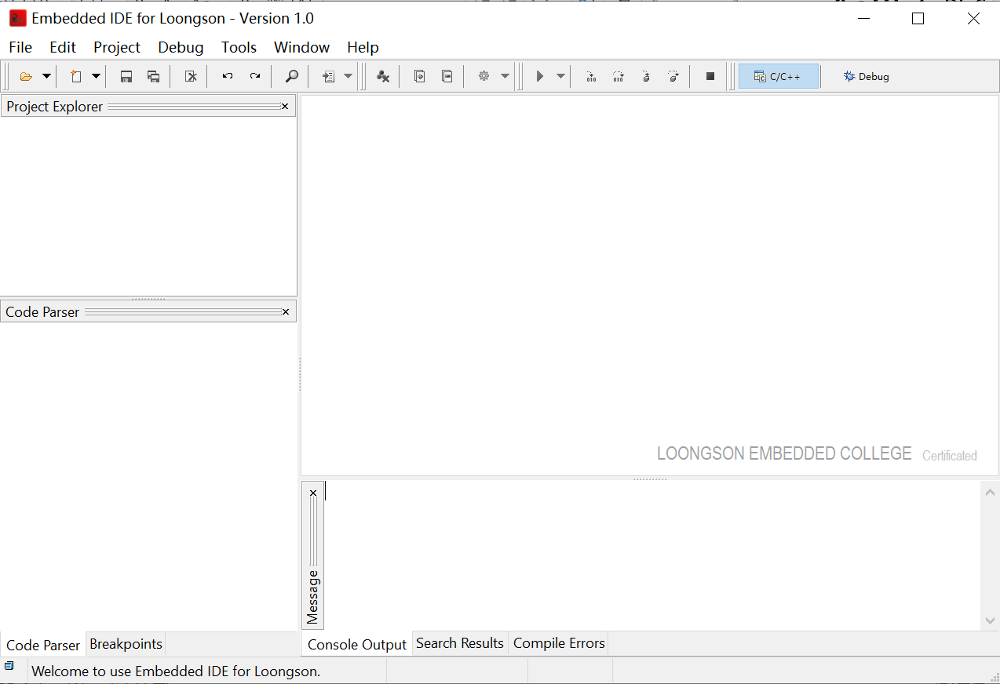 Embedded IDE for Loongson - Version 1.0
File Edit Project Debug Tools Window Help
C/C++ Debug
Project Explorer
Code Parser
LOONGSON EMBEDDED COLLEGE Certificated
Message
Code Parser Breakpoints
Console Output Search Results Compile Errors
Welcome to use Embedded IDE for Loongson.